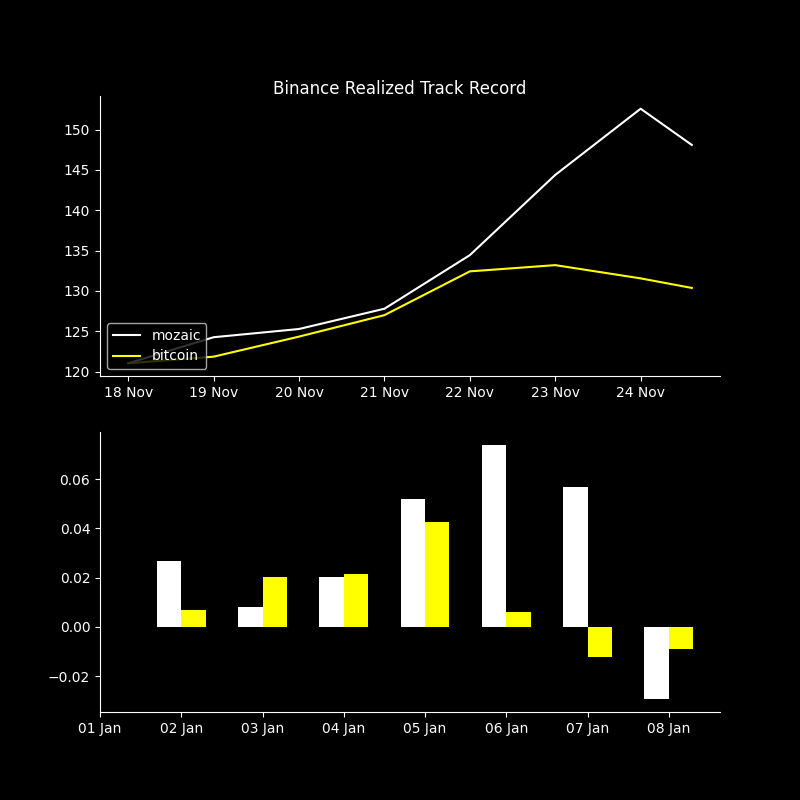 Binance Realized Track Record
150
145
140
135
130
125
120
mozaic
bitcoin
18 Nov 19 Nov 20 Nov 21 Nov 22 Nov 23 Nov 24 Nov
0.06
0.04
0.02
0.00
−0.02
01 Jan 02 Jan 03 Jan 04 Jan 05 Jan 06 Jan 07 Jan 08 Jan